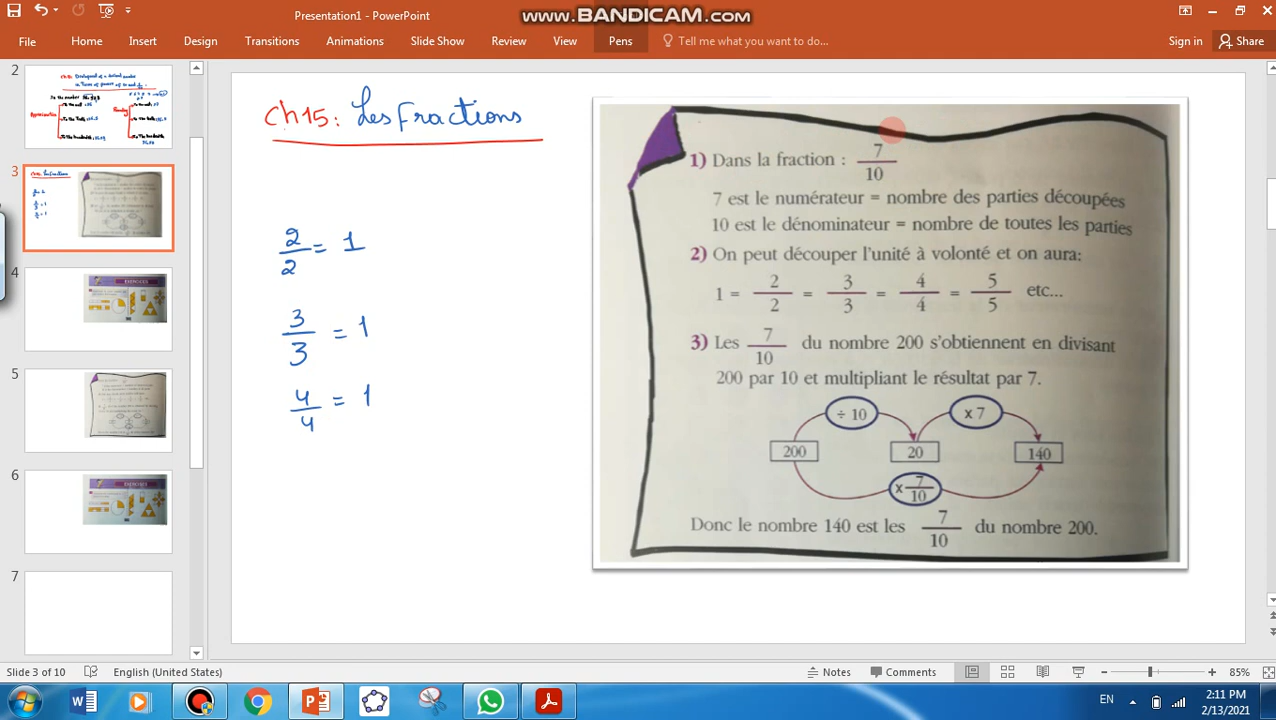 Presentation1 - PowerPoint
www.BANDICAM.com
File Home Insert Design Transitions Animations Slide Show Review View Pens Tell me what you want to do... Sign in Share
2
3
4
5
6
7
Ch15: Les fractions
2/2 = 1
3/3 = 1
4/4 = 1
1) Dans la fraction : 7/10
7 est le numérateur = nombre des parties découpées
10 est le dénominateur = nombre de toutes les parties
2) On peut découper l'unité à volonté et on aura:
1 = 2/2 = 3/3 = 4/4 = 5/5 etc...
3) Les 7/10 du nombre 200 s'obtiennent en divisant
200 par 10 et multipliant le résultat par 7.
÷ 10 x 7
200 20 140
x 7/10
Donc le nombre 140 est les 7/10 du nombre 200.
Slide 3 of 10 English (United States) Notes Comments 85%
EN 2:11 PM
2/13/2021